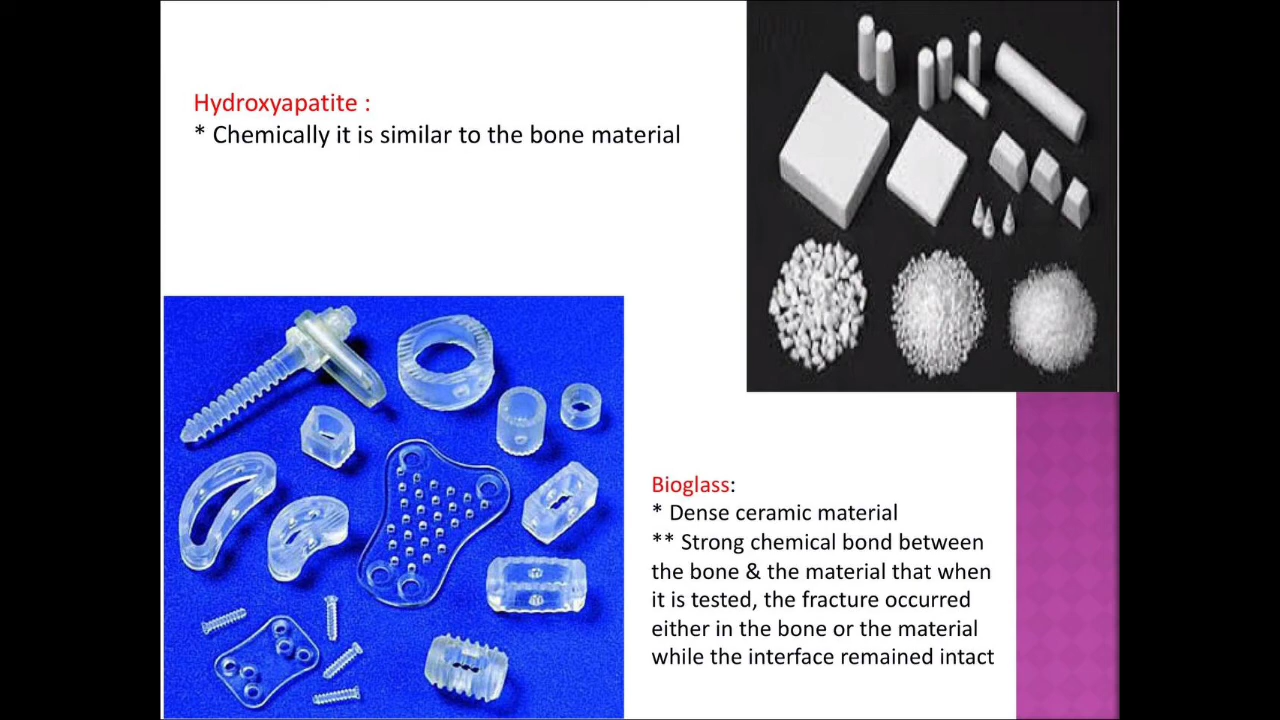 Hydroxyapatite :
* Chemically it is similar to the bone material
Bioglass:
* Dense ceramic material
** Strong chemical bond between
the bone & the material that when
it is tested, the fracture occurred
either in the bone or the material
while the interface remained intact